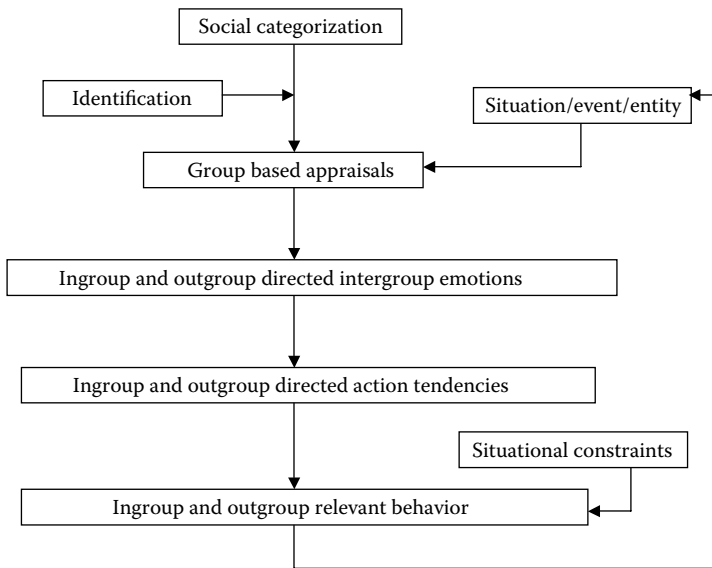 Social categorization
Identification
Situation/event/entity
Group based appraisals
Ingroup and outgroup directed intergroup emotions
Ingroup and outgroup directed action tendencies
Situational constraints
Ingroup and outgroup relevant behavior